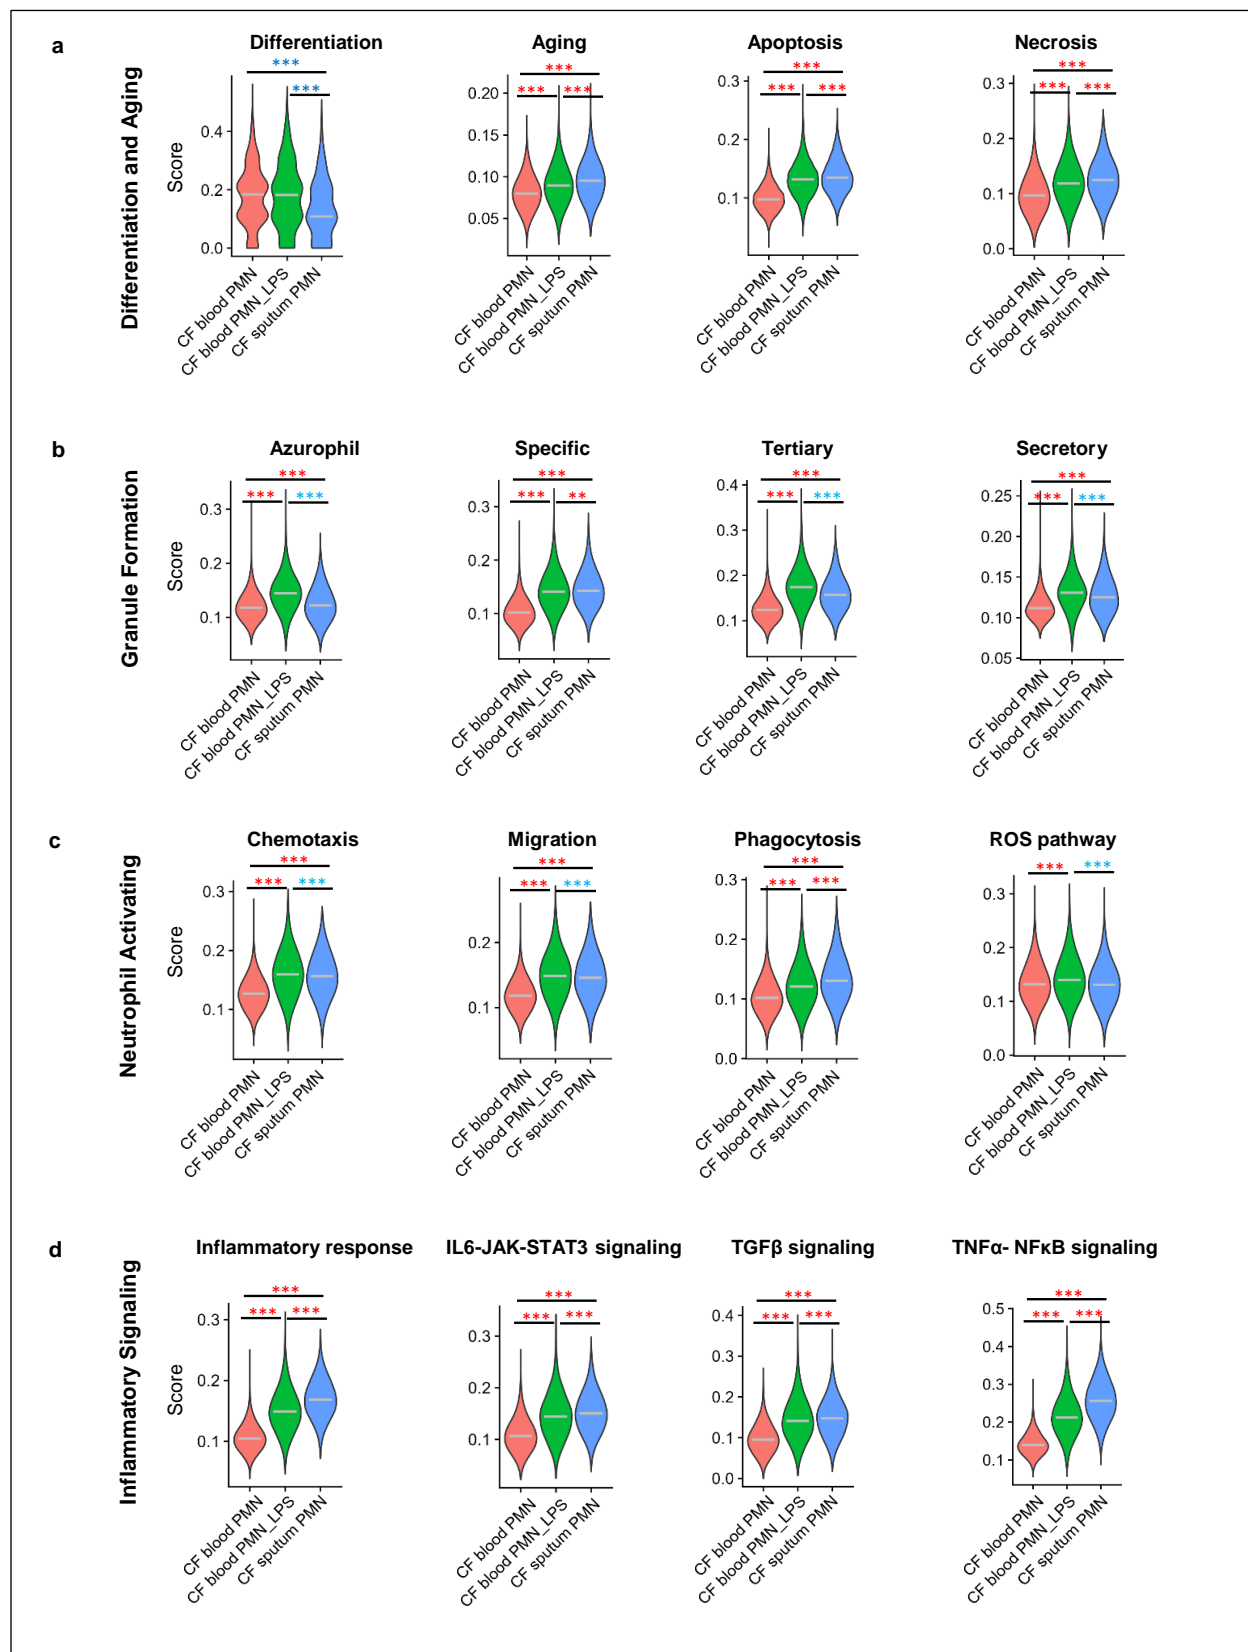 a
Differentiation and Aging
Differentiation Aging Apoptosis Necrosis
*** *** *** ***
*** *** *** *** *** *** ***
Score
0.4
0.2
0.0
0.20
0.15
0.10
0.05
0.3
0.2
0.1
0.3
0.2
0.1
0.0
CF blood PMN
CF blood PMN_LPS
CF sputum PMN
CF blood PMN
CF blood PMN_LPS
CF sputum PMN
CF blood PMN
CF blood PMN_LPS
CF sputum PMN
CF blood PMN
CF blood PMN_LPS
CF sputum PMN
b
Granule Formation
Azurophil Specific Tertiary Secretory
*** *** *** ***
*** *** *** ** *** *** *** ***
Score
0.3
0.2
0.1
0.3
0.2
0.1
0.4
0.3
0.2
0.1
0.25
0.20
0.15
0.10
0.05
CF blood PMN
CF blood PMN_LPS
CF sputum PMN
CF blood PMN
CF blood PMN_LPS
CF sputum PMN
CF blood PMN
CF blood PMN_LPS
CF sputum PMN
CF blood PMN
CF blood PMN_LPS
CF sputum PMN
c
Neutrophil Activating
Chemotaxis Migration Phagocytosis ROS pathway
*** *** ***
*** *** *** *** *** *** *** ***
Score
0.3
0.2
0.1
0.2
0.1
0.3
0.2
0.1
0.0
0.3
0.2
0.1
0.0
CF blood PMN
CF blood PMN_LPS
CF sputum PMN
CF blood PMN
CF blood PMN_LPS
CF sputum PMN
CF blood PMN
CF blood PMN_LPS
CF sputum PMN
CF blood PMN
CF blood PMN_LPS
CF sputum PMN
d
Inflammatory Signaling
Inflammatory response IL6-JAK-STAT3 signaling TGFβ signaling TNFα- NFκB signaling
*** *** *** ***
*** *** *** *** *** *** *** ***
Score
0.3
0.2
0.1
0.3
0.2
0.1
0.4
0.3
0.2
0.1
0.0
0.5
0.4
0.3
0.2
0.1
CF blood PMN
CF blood PMN_LPS
CF sputum PMN
CF blood PMN
CF blood PMN_LPS
CF sputum PMN
CF blood PMN
CF blood PMN_LPS
CF sputum PMN
CF blood PMN
CF blood PMN_LPS
CF sputum PMN